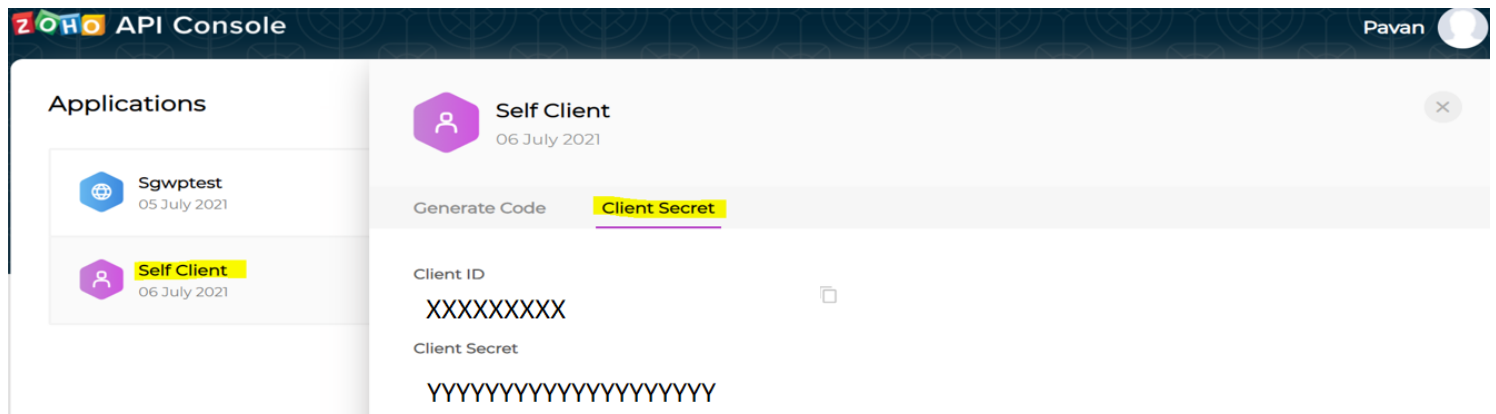 ZOHO API Console
Pavan
Applications
Sgwptest
05 July 2021
Self Client
06 July 2021
Self Client
06 July 2021
Generate Code Client Secret
Client ID
XXXXXXXXX
Client Secret
YYYYYYYYYYYYYYYYYYYY